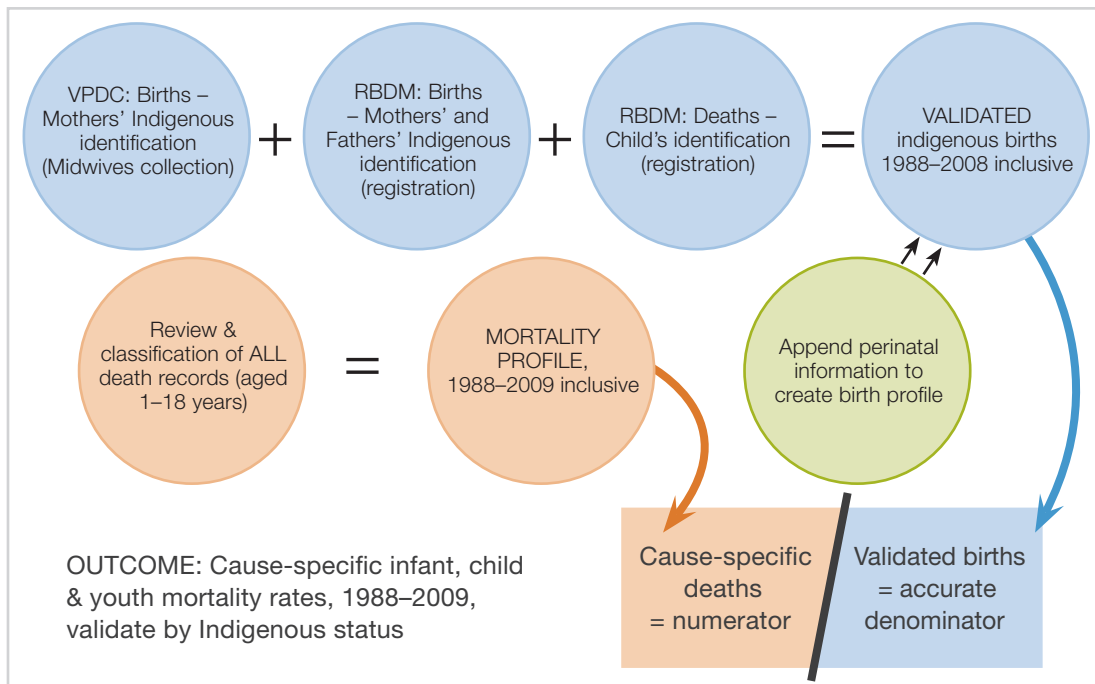 VPDC: Births –
Mothers' Indigenous
identification
(Midwives collection)
+
RBDM: Births
– Mothers' and
Fathers' Indigenous
identification
(registration)
+
RBDM: Deaths –
Child's identification
(registration)
=
VALIDATED
indigenous births
1988–2008 inclusive
Review &
classification of ALL
death records (aged
1–18 years)
=
MORTALITY
PROFILE,
1988–2009 inclusive
Append perinatal
information to
create birth profile
OUTCOME: Cause-specific infant, child
& youth mortality rates, 1988–2009,
validate by Indigenous status
Cause-specific
deaths
= numerator
Validated births
= accurate
denominator